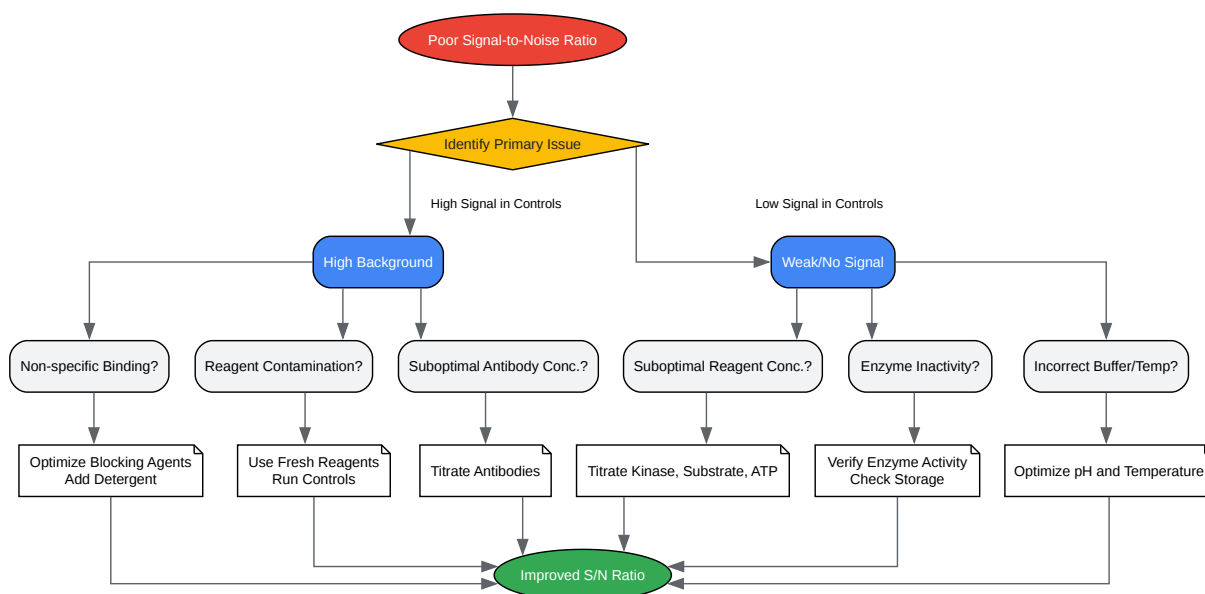 Poor Signal-to-Noise Ratio
Identify Primary Issue
High Signal in Controls
Low Signal in Controls
High Background
Weak/No Signal
Non-specific Binding?
Reagent Contamination?
Suboptimal Antibody Conc.?
Suboptimal Reagent Conc.?
Enzyme Inactivity?
Incorrect Buffer/Temp?
Optimize Blocking Agents
Add Detergent
Use Fresh Reagents
Run Controls
Titrate Antibodies
Titrate Kinase, Substrate, ATP
Verify Enzyme Activity
Check Storage
Optimize pH and Temperature
Improved S/N Ratio